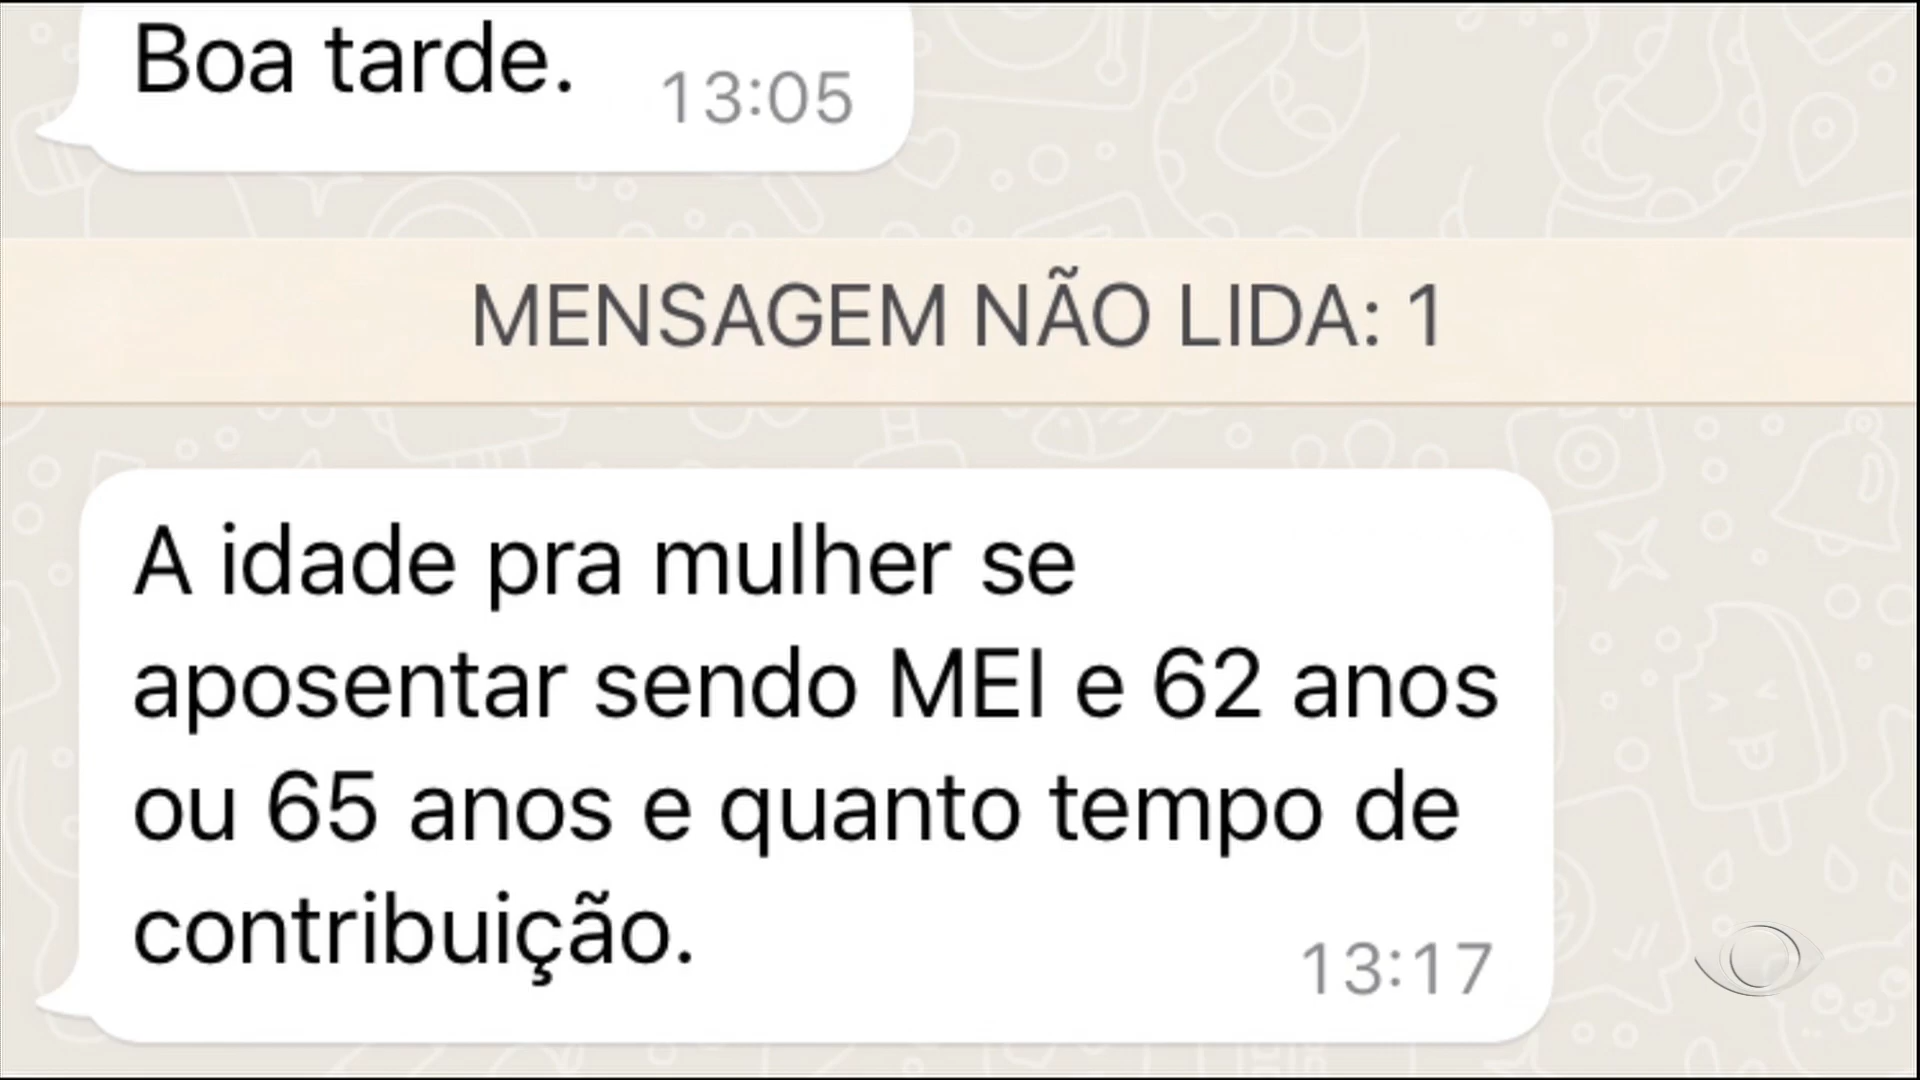 Boa tarde.
13:05
MENSAGEM NÃO LIDA: 1
A idade pra mulher se
aposentar sendo MEI e 62 anos
ou 65 anos e quanto tempo de
contribuição.
13:17